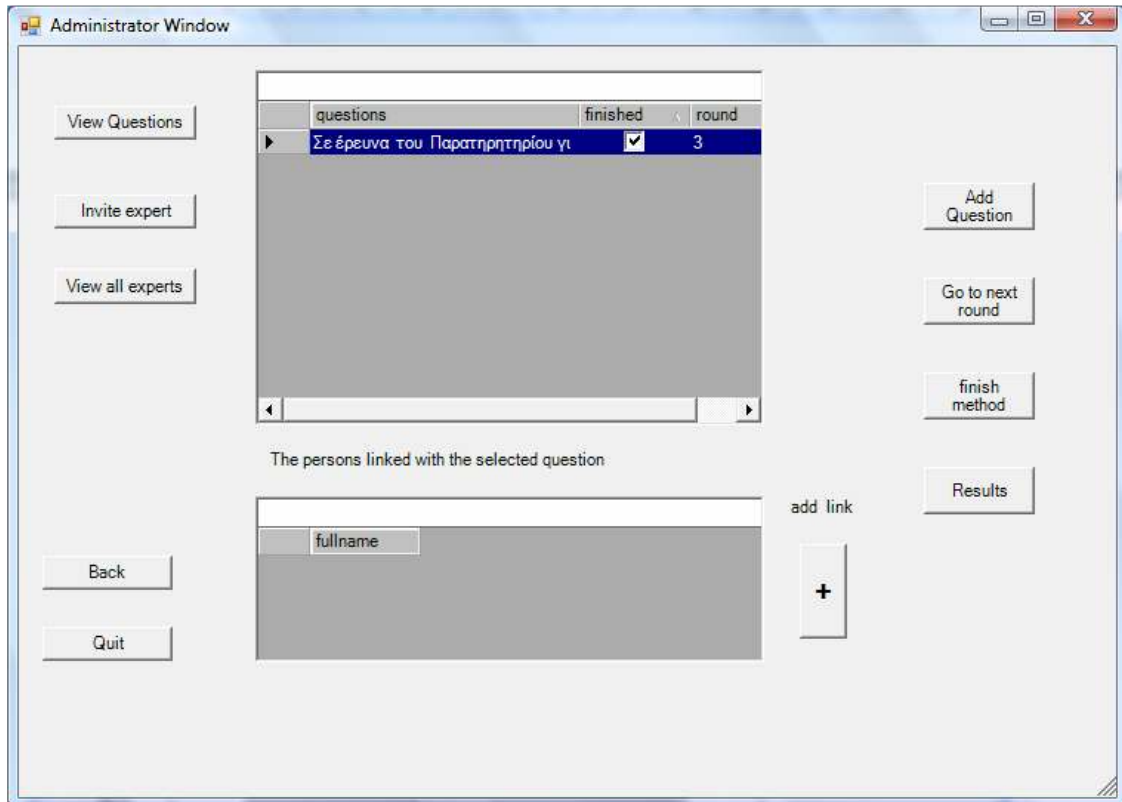 Administrator Window
View Questions
Invite expert
View all experts
questions finished round
Σε έρευνα του Παρατηρητηρίου γι 3
Add
Question
Go to next
round
finish
method
Results
The persons linked with the selected question
fullname
add link
+
Back
Quit